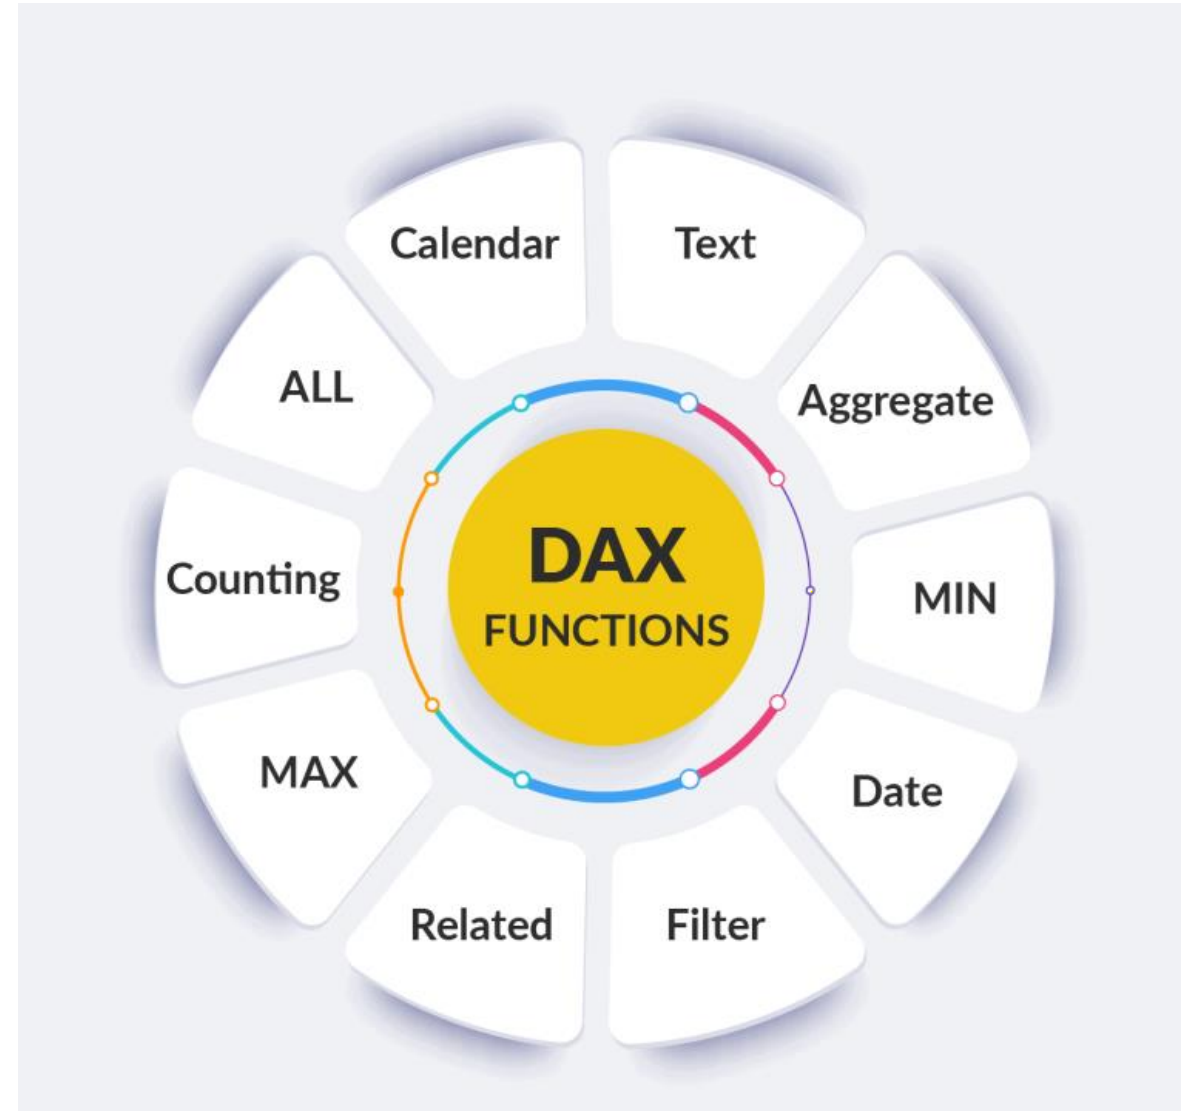 Calendar
Text
ALL
Aggregate
Counting
DAX
FUNCTIONS
MIN
MAX
Date
Related
Filter